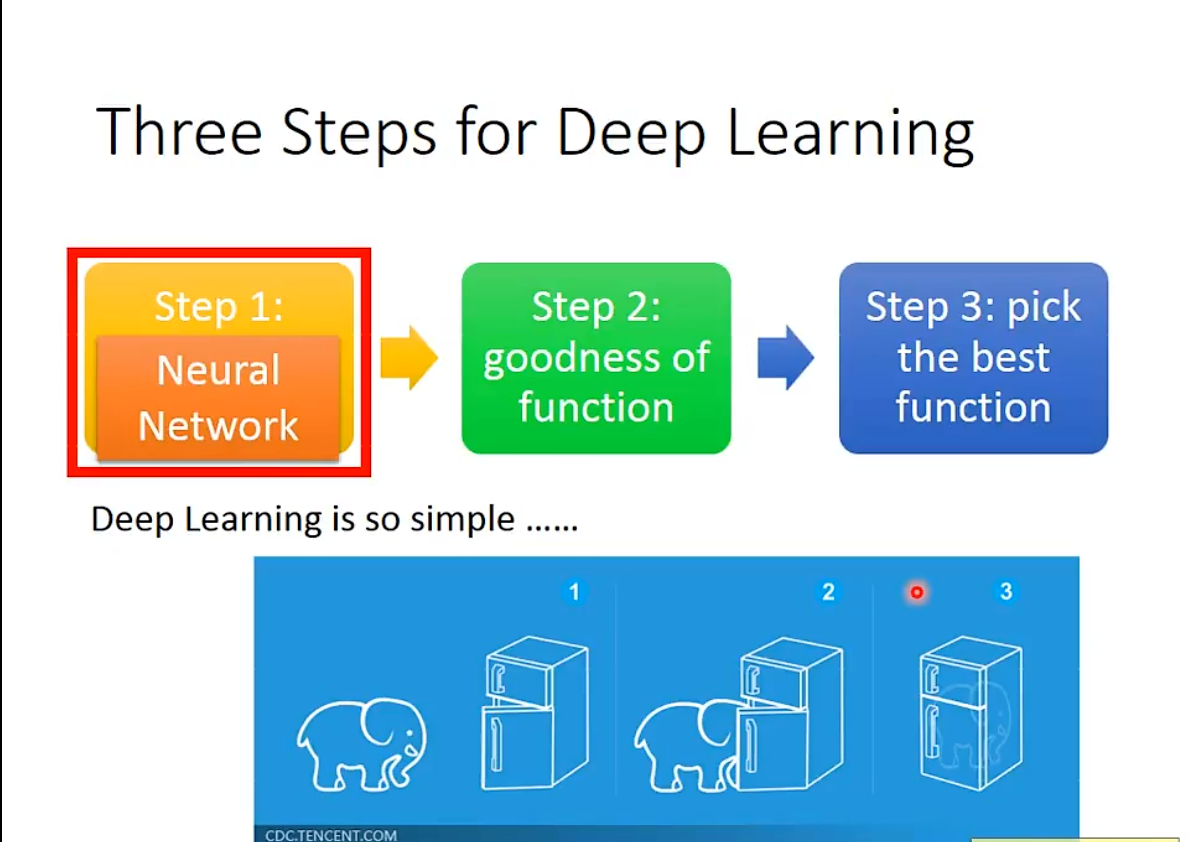 Three Steps for Deep Learning
Step 1:
Neural
Network
Step 2:
goodness of
function
Step 3: pick
the best
function
Deep Learning is so simple ......
1
2
3
CDC.TENCENT.COM